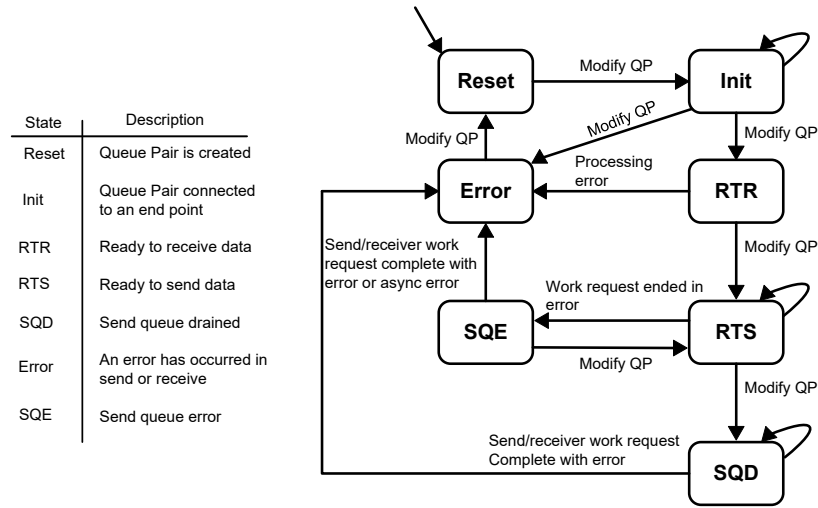 State Description
Reset Queue Pair is created
Init Queue Pair connected
to an end point
RTR Ready to receive data
RTS Ready to send data
SQD Send queue drained
Error An error has occurred in
send or receive
SQE Send queue error
Reset
Modify QP
Init
Modify QP
Modify QP
Modify QP
Error
Processing
error
RTR
Send/receiver work
request complete with
error or async error
Modify QP
SQE
Work request ended in
error
Modify QP
RTS
Modify QP
Send/receiver work request
Complete with error
SQD